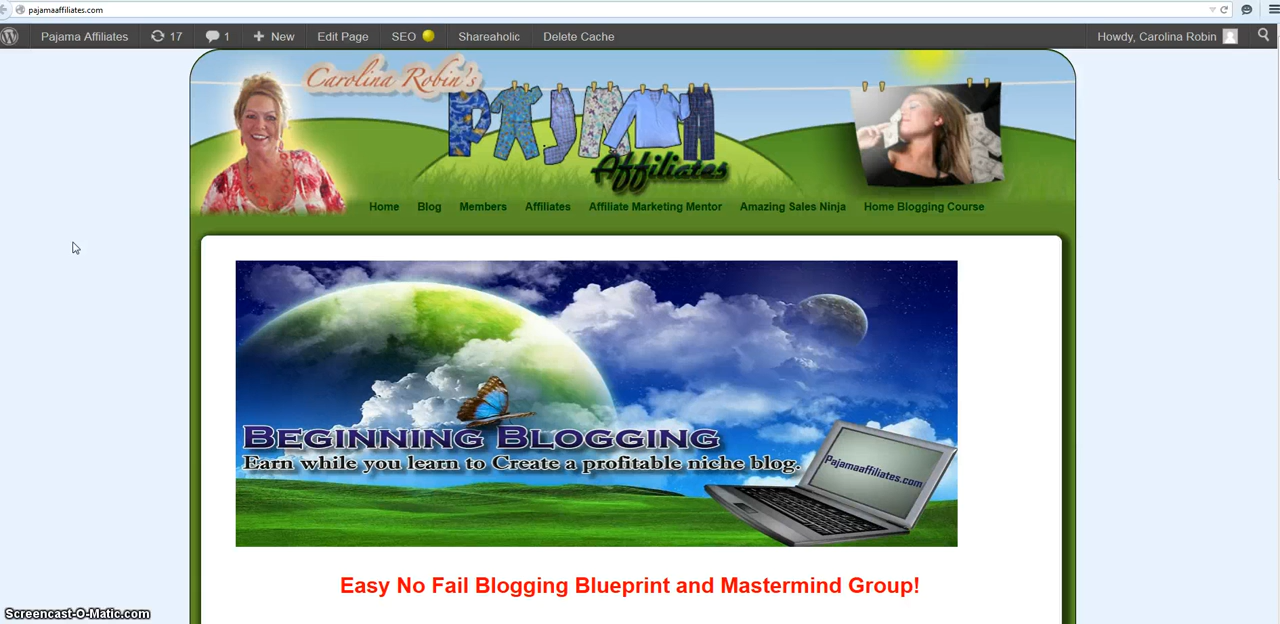 pajamaaffiliates.com
Pajama Affiliates 17 1 New Edit Page SEO Shareaholic Delete Cache Howdy, Carolina Robin
Carolina Robin's
PAJAMA
Affiliates
Home Blog Members Affiliates Affiliate Marketing Mentor Amazing Sales Ninja Home Blogging Course
Beginning Blogging
Earn while you learn to Create a profitable niche blog.
Pajamaaffiliates.com
Easy No Fail Blogging Blueprint and Mastermind Group!
Screencast-O-Matic.com